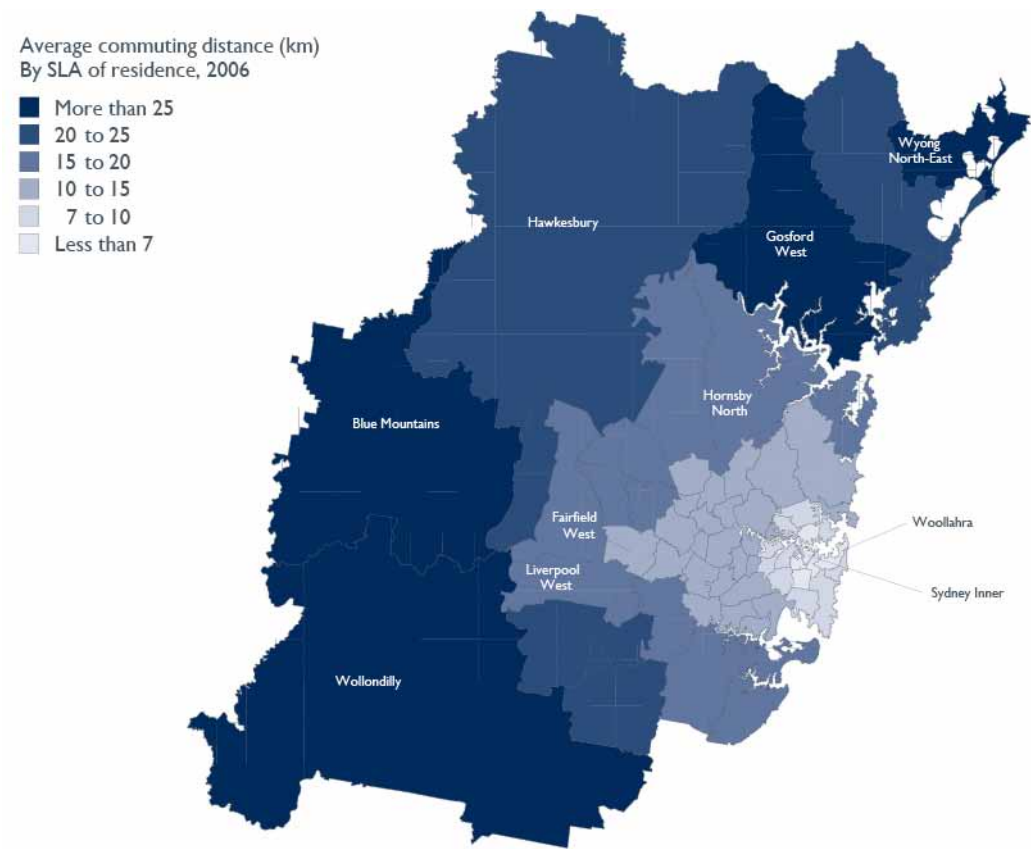 Average commuting distance (km)
By SLA of residence, 2006
More than 25
20 to 25
15 to 20
10 to 15
7 to 10
Less than 7
Wyong
North-East
Hawkesbury
Gosford
West
Hornsby
North
Blue Mountains
Fairfield
West
Woollahra
Liverpool
West
Sydney Inner
Wollondilly